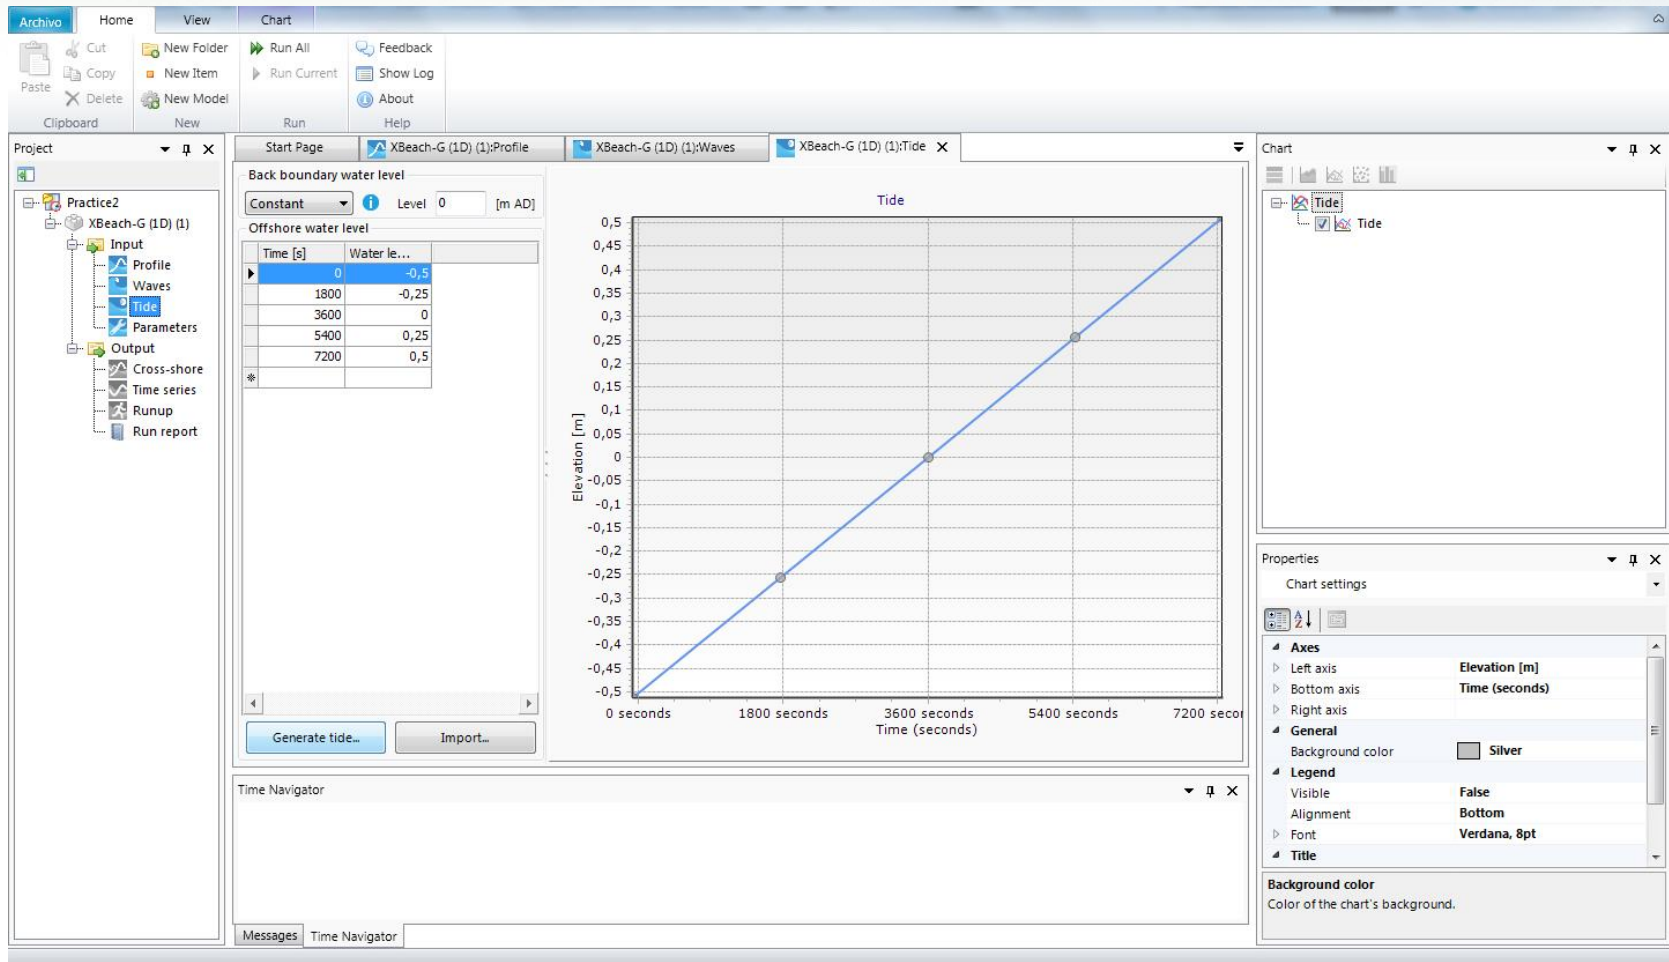 Archivo Home View Chart
Cut New Folder Run All Feedback
Copy New Item Run Current Show Log
Paste
Delete New Model About
Clipboard New Run Help
Project
Practice2
XBeach-G (1D) (1)
Input
Profile
Waves
Tide
Parameters
Output
Cross-shore
Time series
Runup
Run report
Start Page XBeach-G (1D) (1):Profile XBeach-G (1D) (1):Waves XBeach-G (1D) (1):Tide
Back boundary water level
Constant Level 0 [m AD]
Offshore water level
Time [s] Water le...
0 -0,5
1800 -0,25
3600 0
5400 0,25
7200 0,5
Generate tide... Import...
Tide
0,5
0,45
0,4
0,35
0,3
0,25
0,2
0,15
0,1
0,05
0
-0,05
-0,1
-0,15
-0,2
-0,25
-0,3
-0,35
-0,4
-0,45
-0,5
Elevation [m]
0 seconds 1800 seconds 3600 seconds 5400 seconds 7200 secor
Time (seconds)
Time Navigator
Messages Time Navigator
Chart
Tide
Tide
Properties
Chart settings
Axes
Left axis Elevation [m]
Bottom axis Time (seconds)
Right axis
General
Background color Silver
Legend
Visible False
Alignment Bottom
Font Verdana, 8pt
Title
Background color
Color of the chart's background.